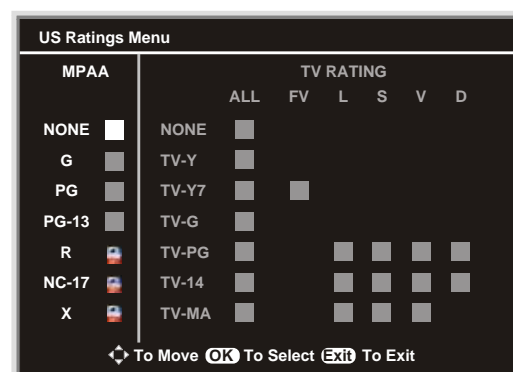 US Ratings Menu
MPAA TV RATING
ALL FV L S V D
NONE NONE
G TV-Y
PG TV-Y7
PG-13 TV-G
R TV-PG
NC-17 TV-14
X TV-MA
To Move OK To Select Exit To Exit